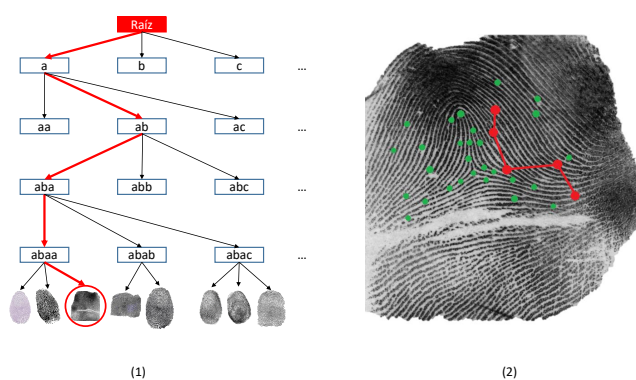 Raíz
a b c ...
aa ab ac ...
aba abb abc ...
abaa abab abac ...
(1) (2)